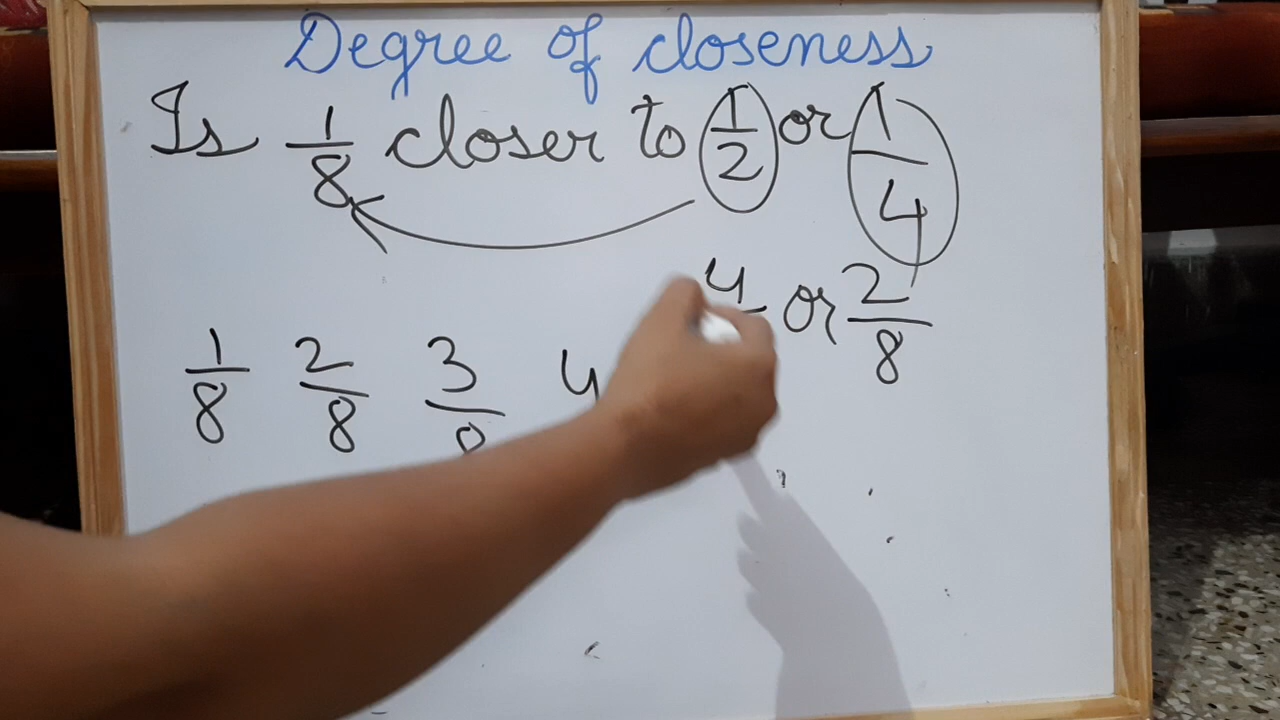 Degree of closeness
Is 1/8 closer to 1/2 or 1/4
4 or 2/8
1/8 2/8 3/8 4